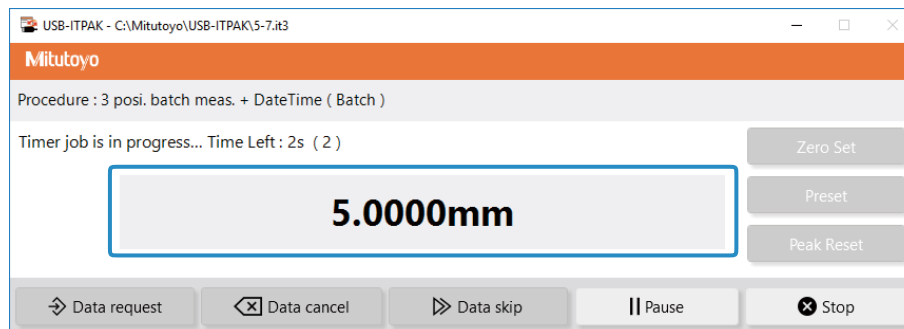 USB-ITPAK - C:\Mitutoyo\USB-ITPAK\5-7.it3
Mitutoyo
Procedure : 3 posi. batch meas. + DateTime ( Batch )
Timer job is in progress... Time Left : 2s ( 2 )
Zero Set
5.0000mm
Preset
Peak Reset
Data request Data cancel Data skip Pause Stop